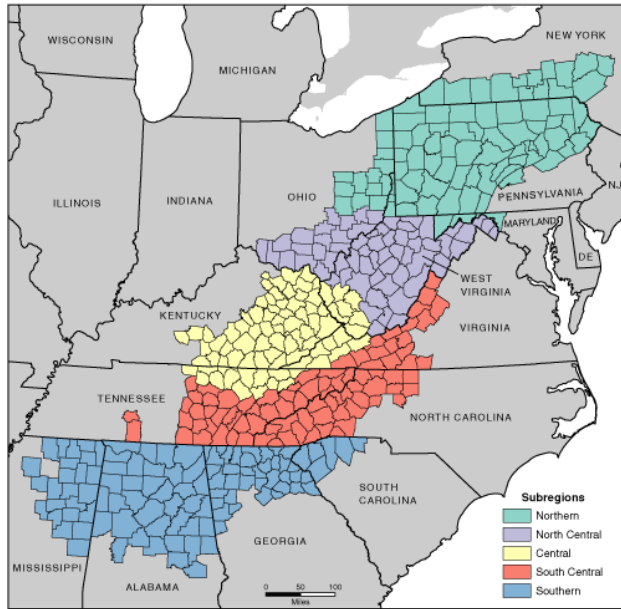 WISCONSIN
NEW YORK
MICHIGAN
ILLINOIS
INDIANA
OHIO
PENNSYLVANIA
NJ
MARYLAND
DE
WEST
VIRGINIA
KENTUCKY
VIRGINIA
TENNESSEE
NORTH CAROLINA
SOUTH
CAROLINA
GEORGIA
MISSISSIPPI
ALABAMA
0 50 100
Miles
Subregions
Northern
North Central
Central
South Central
Southern